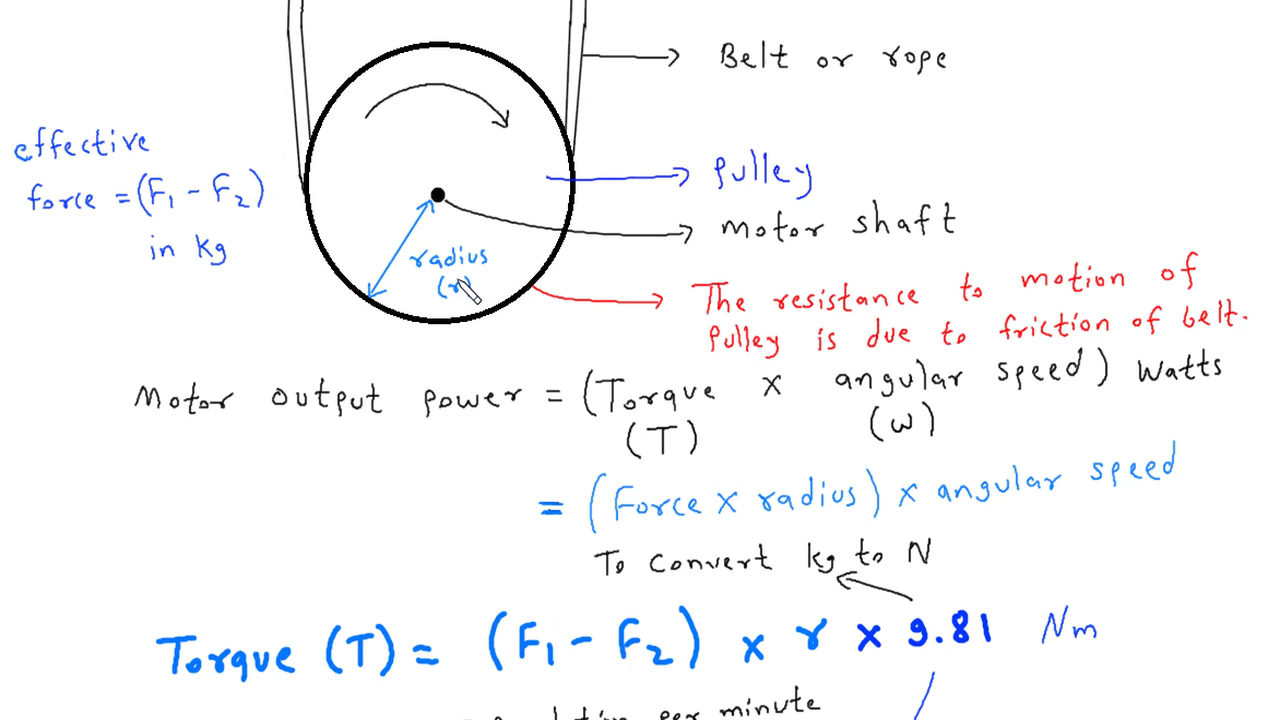 Belt or rope
effective
force = (F₁ - F₂)
in kg
Pulley
motor shaft
radius
(r)
The resistance to motion of
Pulley is due to friction of belt.
Motor output power = (Torque x angular speed) Watts
(T) (ω)
= (Force x radius) x angular speed
To convert kg to N
Torque (T) = (F₁ - F₂) x r x 9.81 Nm
per minute